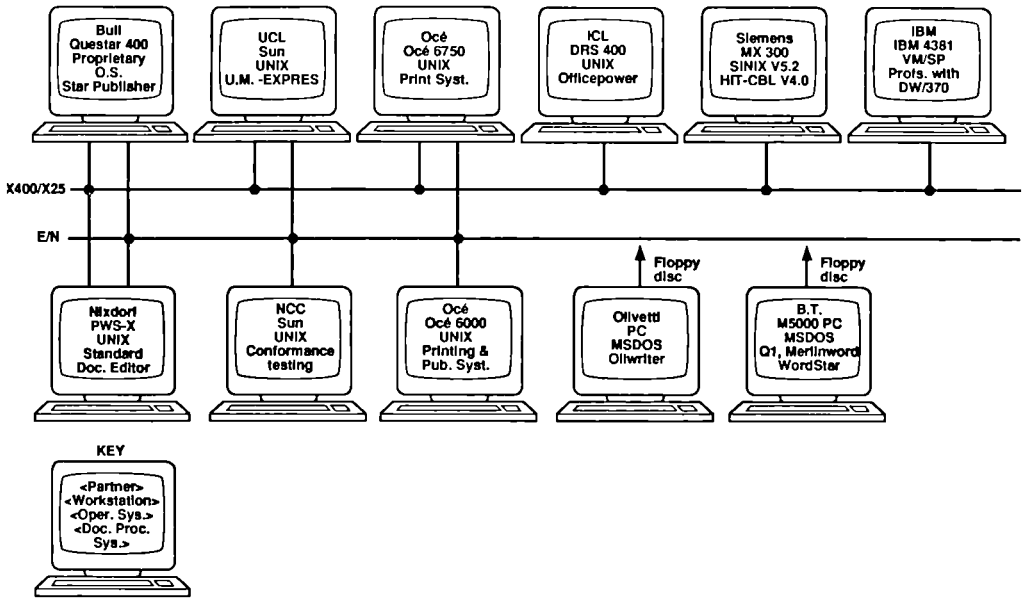 Bull
Questar 400
Proprietary
O.S.
Star Publisher
UCL
Sun
UNIX
U.M. -EXPRES
Océ
Océ 6750
UNIX
Print Syst.
ICL
DRS 400
UNIX
Officepower
Siemens
MX 300
SINIX V5.2
HIT-CBL V4.0
IBM
IBM 4381
VM/SP
Profs. with
DW/370
X400/X25
E/N
Floppy
disc
Floppy
disc
Nixdorf
PWS-X
UNIX
Standard
Doc. Editor
NCC
Sun
UNIX
Conformance
testing
Océ
Océ 6000
UNIX
Printing &
Pub. Syst.
Olivetti
PC
MSDOS
Oliwriter
B.T.
M5000 PC
MSDOS
Q1, Merlinword
WordStar
KEY
<Partner>
<Workstation>
<Oper. Sys.>
<Doc. Proc.
Sys.>